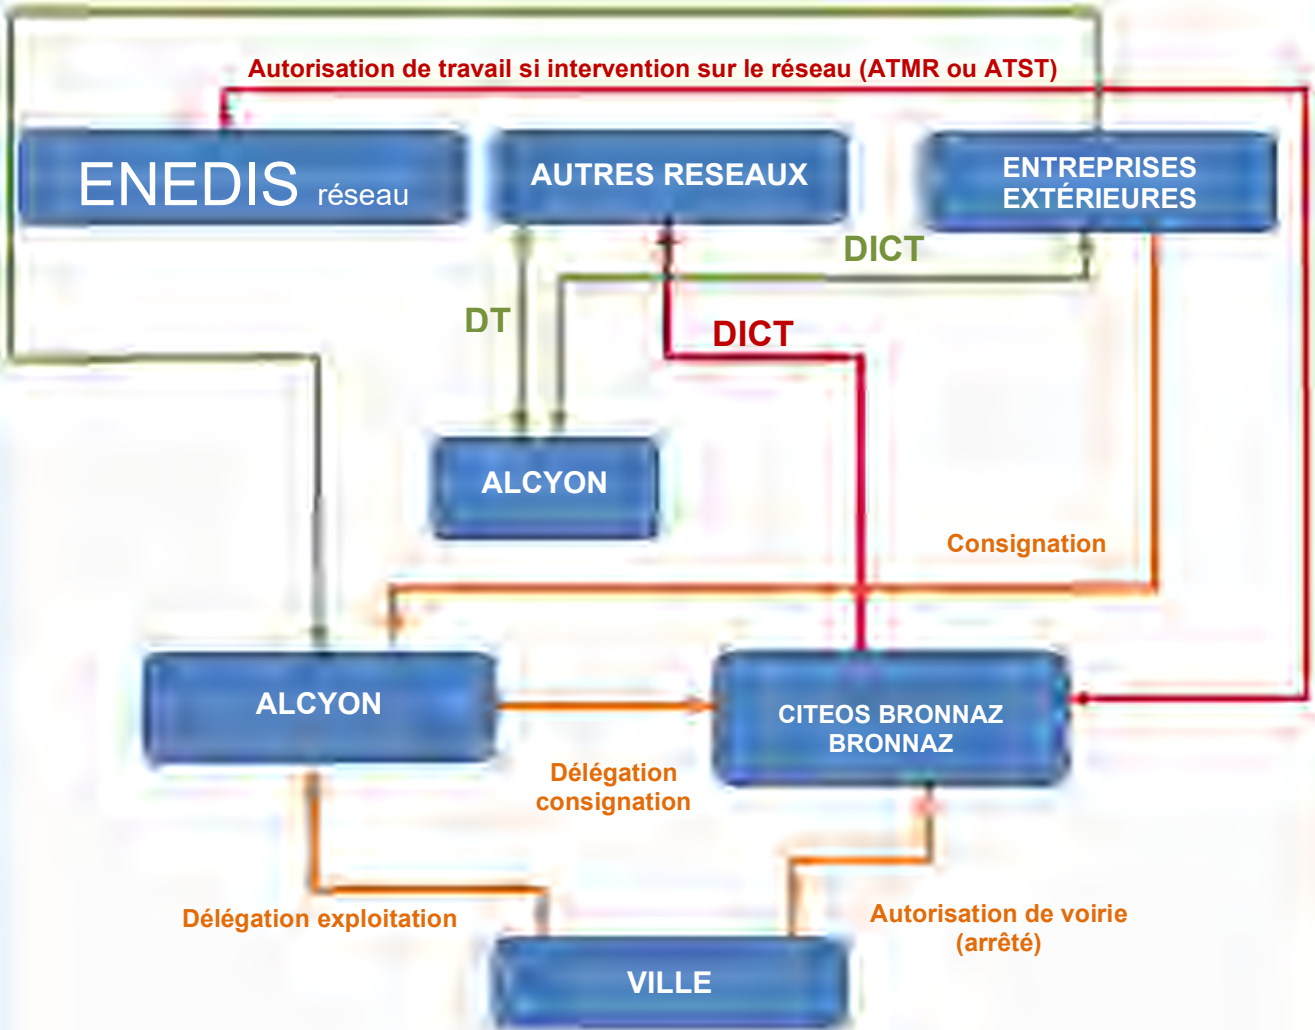 Autorisation de travail si intervention sur le réseau (ATMR ou ATST)
ENEDIS réseau
AUTRES RESEAUX
ENTREPRISES
EXTÉRIEURES
DICT
DT
DICT
ALCYON
Consignation
ALCYON
CITEOS BRONNAZ
BRONNAZ
Délégation
consignation
Délégation exploitation
Autorisation de voirie
(arrêté)
VILLE